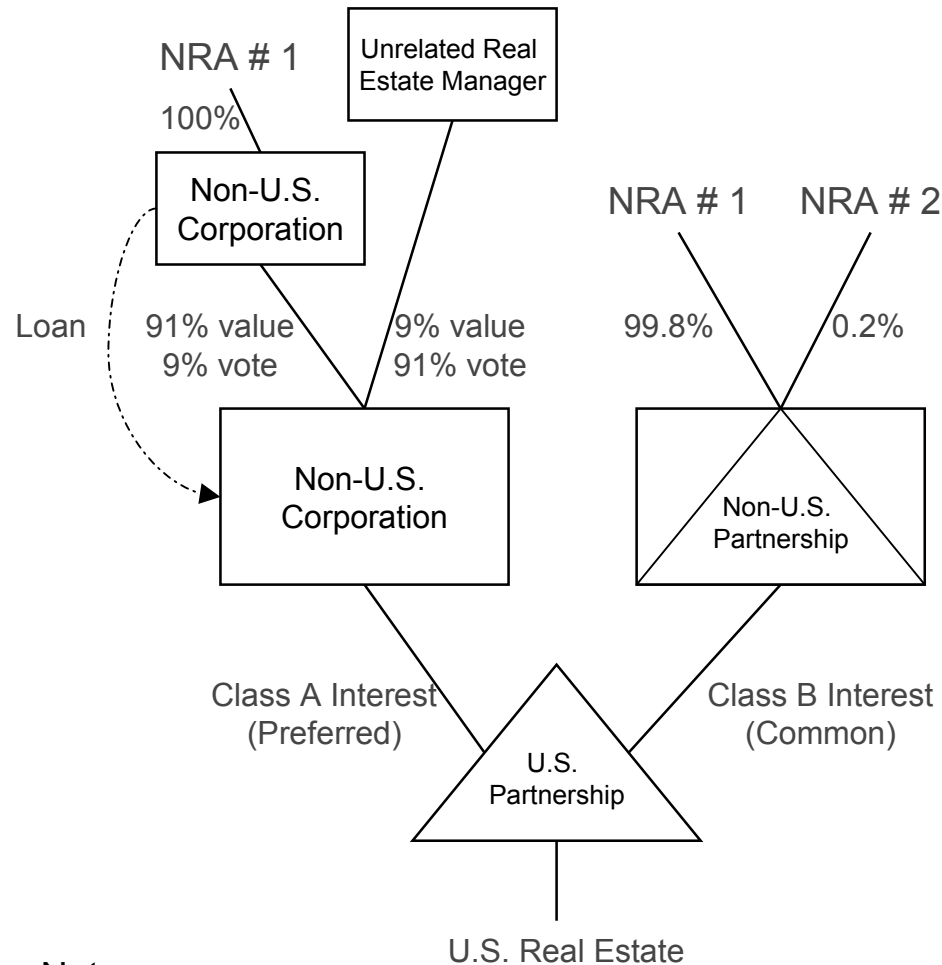 NRA # 1
Unrelated Real
Estate Manager
100%
Non-U.S.
Corporation
NRA # 1
NRA # 2
Loan
91% value
9% vote
9% value
91% vote
99.8%
0.2%
Non-U.S.
Corporation
Non-U.S.
Partnership
Class A Interest
(Preferred)
Class B Interest
(Common)
U.S.
Partnership
U.S. Real Estate